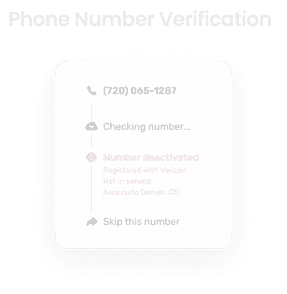 Phone Number Verification
(720) 065-1287
Checking number...
Number deactivated
Registered with Verizon
Not in service
Area code Denver, CO
Skip this number